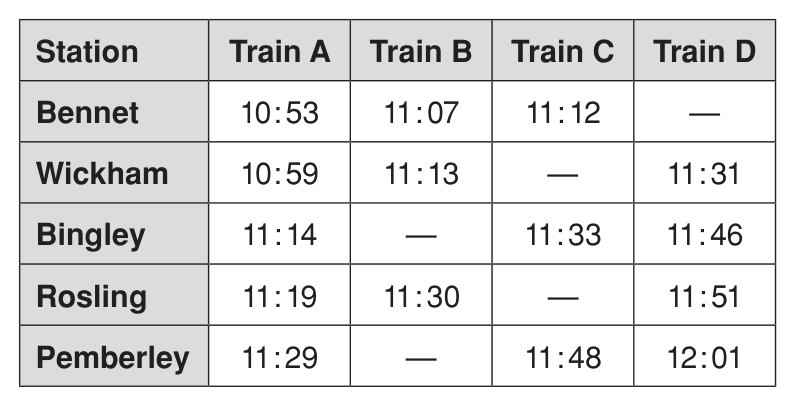 Station Train A Train B Train C Train D
Bennet 10:53 11:07 11:12 —
Wickham 10:59 11:13 — 11:31
Bingley 11:14 — 11:33 11:46
Rosling 11:19 11:30 — 11:51
Pemberley 11:29 — 11:48 12:01